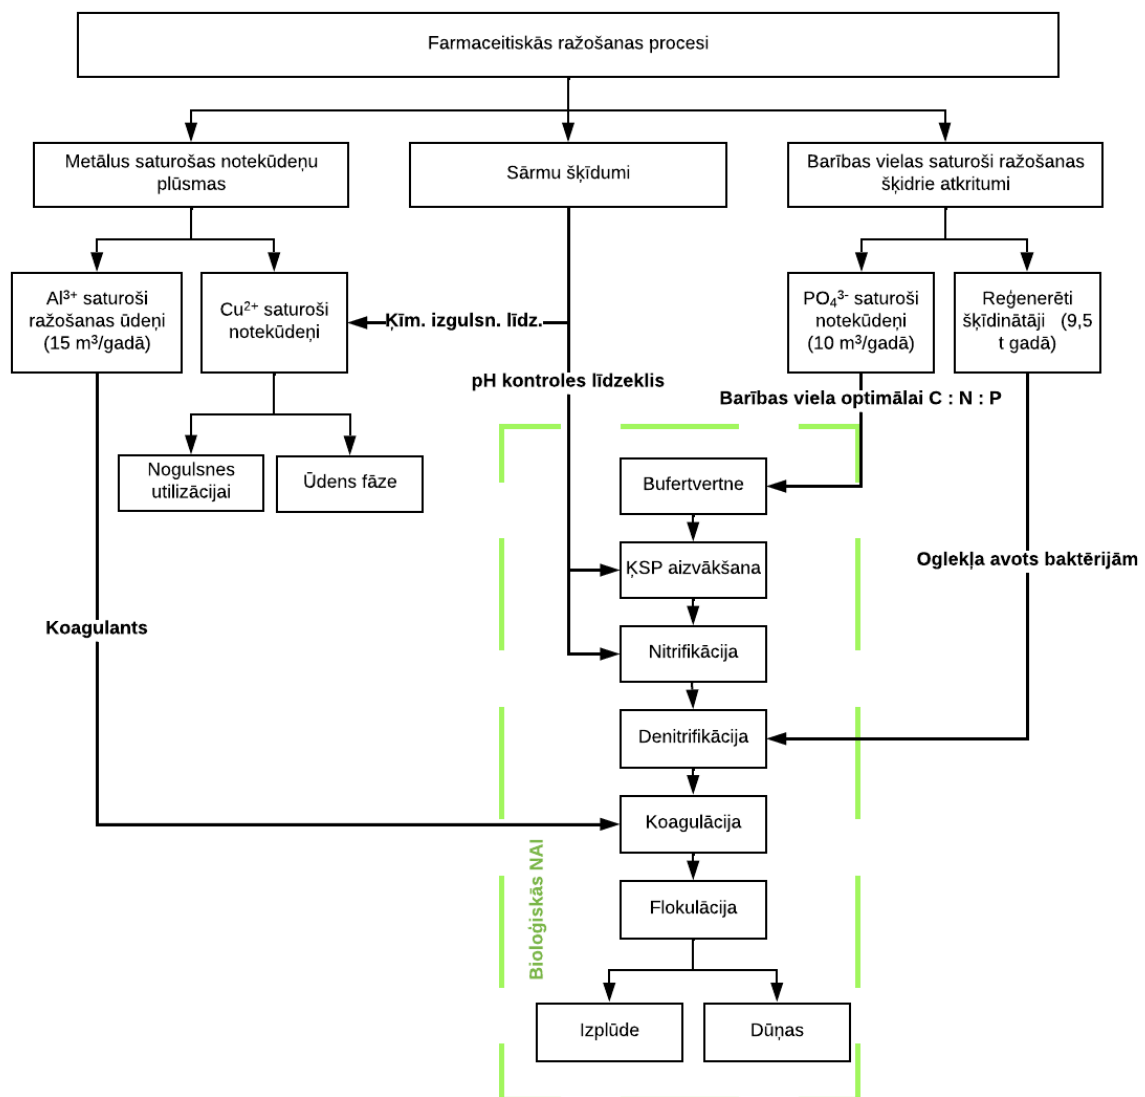 Farmaceitiskās ražošanas procesi
Metālus saturošas notekūdeņu
plūsmas
Sārmu šķīdumi
Barības vielas saturoši ražošanas
šķidrie atkritumi
Al³⁺ saturoši
ražošanas ūdeņi
(15 m³/gadā)
Cu²⁺ saturoši
notekūdeņi
Ķīm. izgulsn. līdz.
PO₄³⁻ saturoši
notekūdeņi
(10 m³/gadā)
Reģenerēti
šķīdinātāji (9,5
t gadā)
pH kontroles līdzeklis
Barības viela optimālai C : N : P
Nogulsnes
utilizācijai
Ūdens fāze
Bufertvertne
ĶSP aizvākšana
Oglekļa avots baktērijām
Koagulants
Nitrifikācija
Denitrifikācija
Koagulācija
Bioloģiskās NAI
Flokulācija
Izplūde
Dūņas